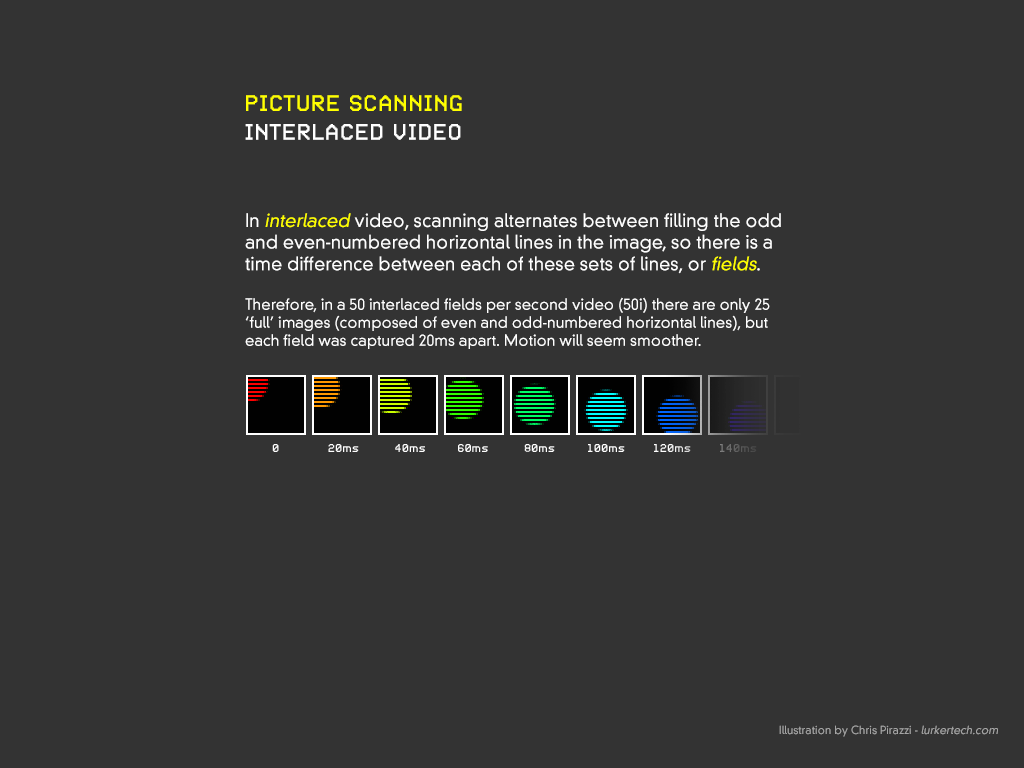 PICTURE SCANNING
INTERLACED VIDEO
In interlaced video, scanning alternates between filling the odd
and even-numbered horizontal lines in the image, so there is a
time difference between each of these sets of lines, or fields.
Therefore, in a 50 interlaced fields per second video (50i) there are only 25
‘full’ images (composed of even and odd-numbered horizontal lines), but
each field was captured 20ms apart. Motion will seem smoother.
0 20ms 40ms 60ms 80ms 100ms 120ms 140ms
Illustration by Chris Pirazzi - lurkertech.com